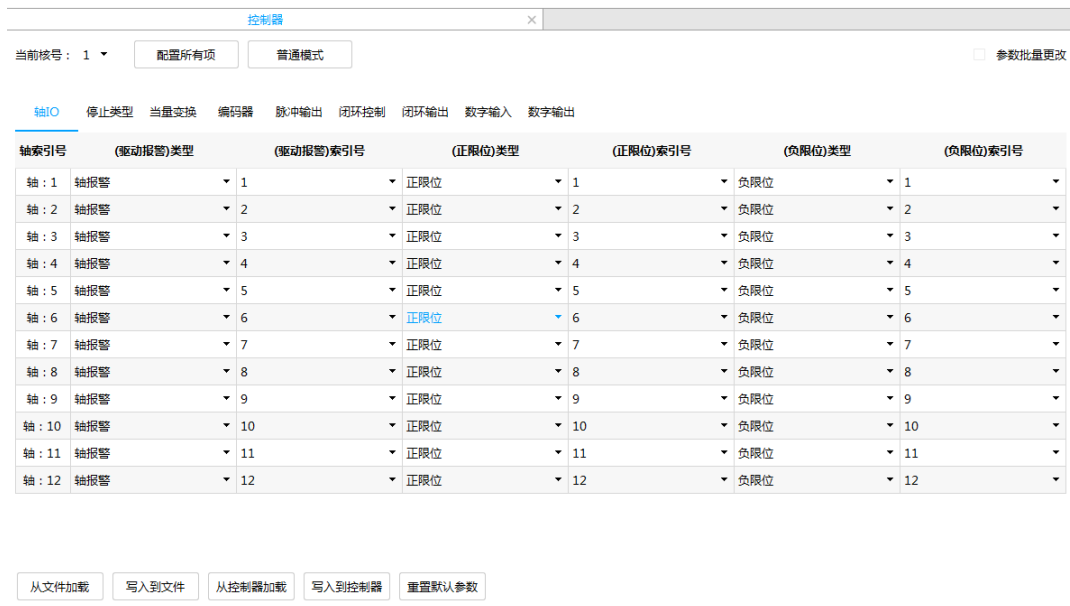 控制器
当前核号： 1 配置所有项 普通模式 参数批量更改
轴IO 停止类型 当量变换 编码器 脉冲输出 闭环控制 闭环输出 数字输入 数字输出
轴索引号 (驱动报警)类型 (驱动报警)索引号 (正限位)类型 (正限位)索引号 (负限位)类型 (负限位)索引号
轴：1 轴报警 1 正限位 1 负限位 1
轴：2 轴报警 2 正限位 2 负限位 2
轴：3 轴报警 3 正限位 3 负限位 3
轴：4 轴报警 4 正限位 4 负限位 4
轴：5 轴报警 5 正限位 5 负限位 5
轴：6 轴报警 6 正限位 6 负限位 6
轴：7 轴报警 7 正限位 7 负限位 7
轴：8 轴报警 8 正限位 8 负限位 8
轴：9 轴报警 9 正限位 9 负限位 9
轴：10 轴报警 10 正限位 10 负限位 10
轴：11 轴报警 11 正限位 11 负限位 11
轴：12 轴报警 12 正限位 12 负限位 12
从文件加载 写入到文件 从控制器加载 写入到控制器 重置默认参数